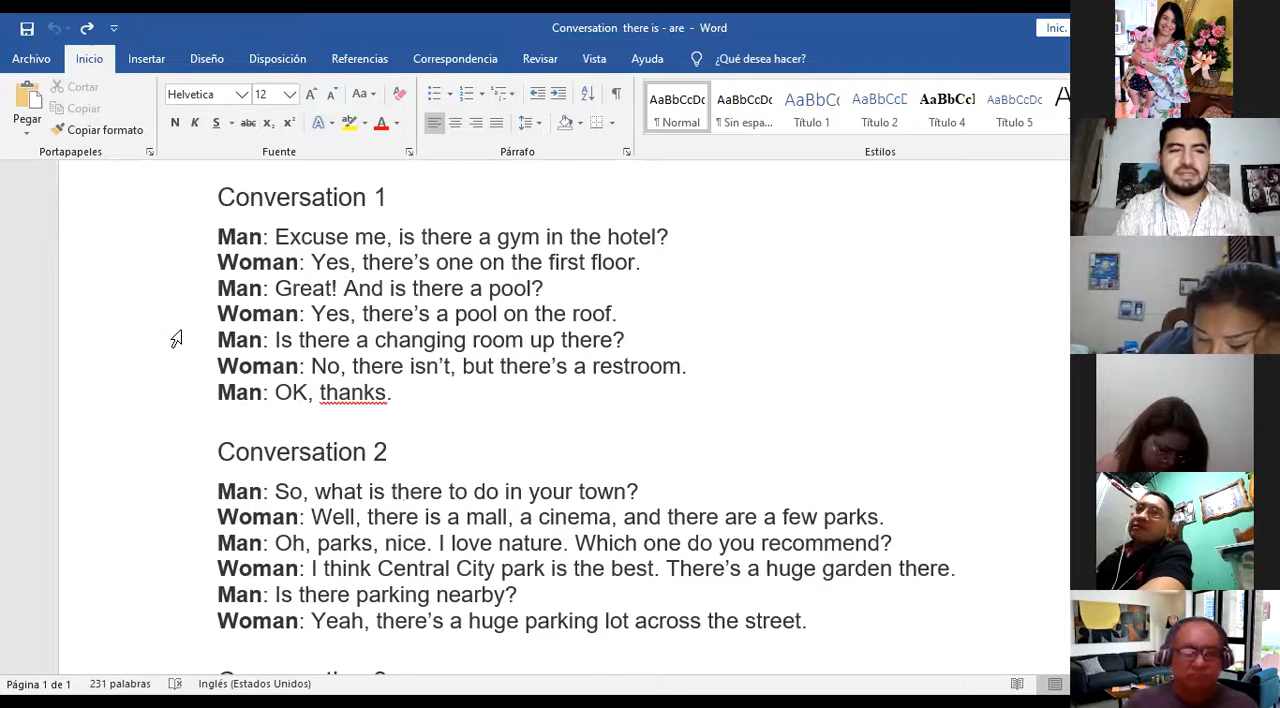 Conversation there is - are - Word
Inic.
Archivo Inicio Insertar Diseño Disposición Referencias Correspondencia Revisar Vista Ayuda ¿Qué desea hacer?
Pegar
Cortar
Copiar
Copiar formato
Portapapeles
Helvetica 12
Aa
N K S abc x₂ x²
Fuente
Párrafo
AaBbCcDc AaBbCcDc AaBbC AaBbCcD AaBbCcI AaBbCcD
¶ Normal ¶ Sin espa... Título 1 Título 2 Título 4 Título 5
Estilos
Conversation 1
Man: Excuse me, is there a gym in the hotel?
Woman: Yes, there’s one on the first floor.
Man: Great! And is there a pool?
Woman: Yes, there’s a pool on the roof.
Man: Is there a changing room up there?
Woman: No, there isn’t, but there’s a restroom.
Man: OK, thanks.
Conversation 2
Man: So, what is there to do in your town?
Woman: Well, there is a mall, a cinema, and there are a few parks.
Man: Oh, parks, nice. I love nature. Which one do you recommend?
Woman: I think Central City park is the best. There’s a huge garden there.
Man: Is there parking nearby?
Woman: Yeah, there’s a huge parking lot across the street.
Página 1 de 1 231 palabras Inglés (Estados Unidos)